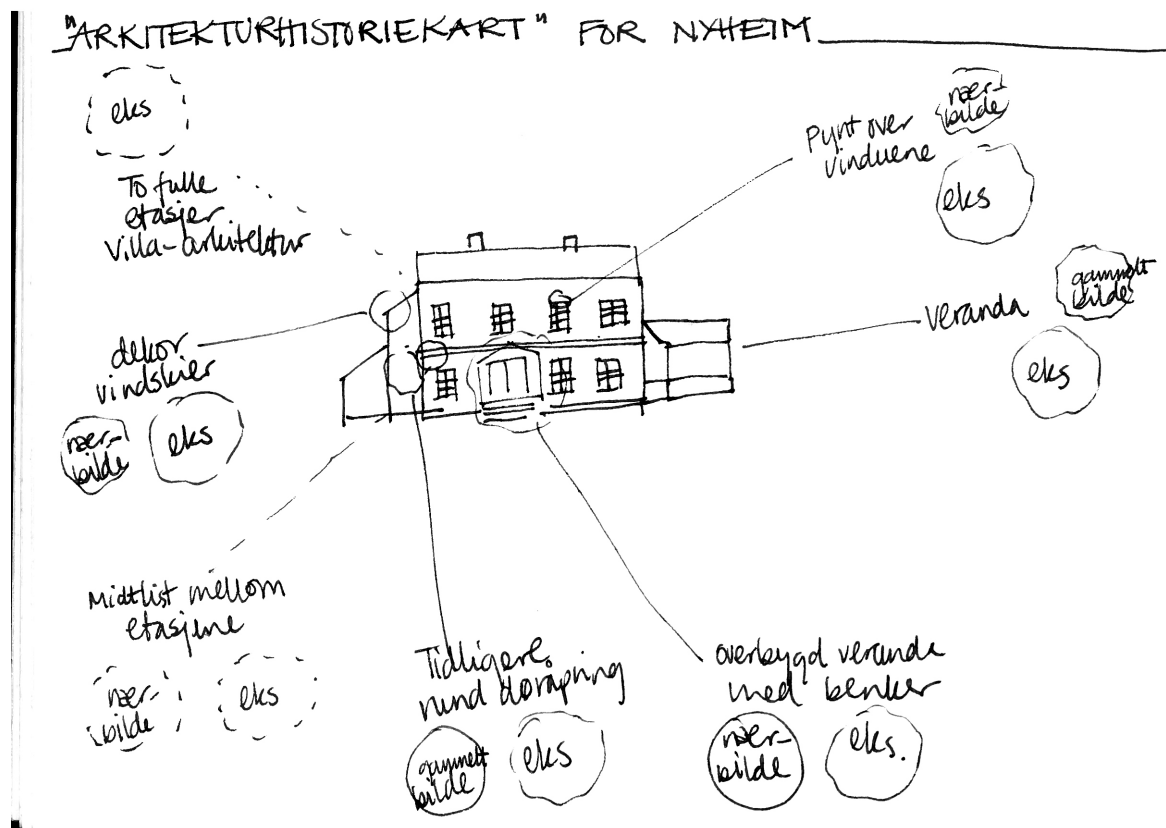 "ARKITEKTURHISTORIEKART" FOR NYHEIM
eks
To fulle
etasjer
villa-arkitektur
Pynt over
vinduene
nær-
bilde
eks
dekor
vindskier
nær-
bilde
eks
veranda
gammelt
bilde
eks
Midtlist mellom
etasjene
nær-
bilde
eks
Tidligere
rund døråpning
gammelt
bilde
eks
overbygd veranda
med benker
nær-
bilde
eks.